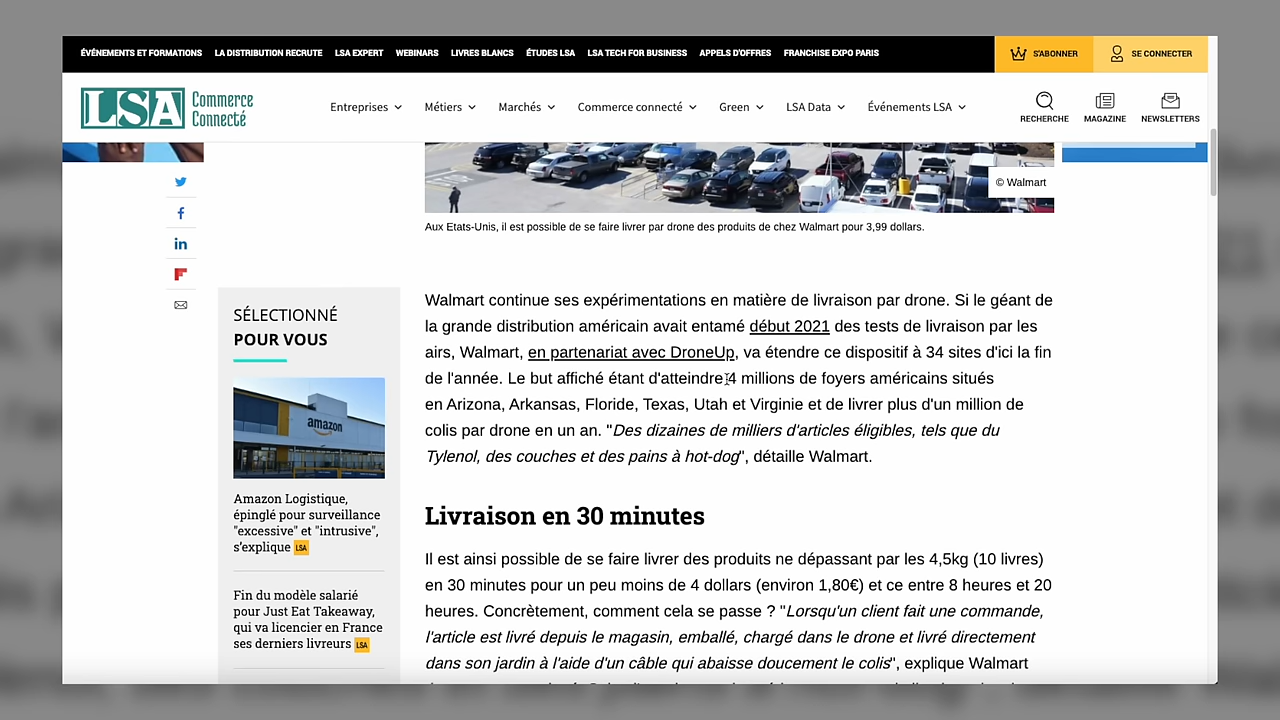 ÉVÉNEMENTS ET FORMATIONS LA DISTRIBUTION RECRUTE LSA EXPERT WEBINARS LIVRES BLANCS ÉTUDES LSA LSA TECH FOR BUSINESS APPELS D'OFFRES FRANCHISE EXPO PARIS S'ABONNER SE CONNECTER
LSA Commerce Connecté
Entreprises Métiers Marchés Commerce connecté Green LSA Data Événements LSA
RECHERCHE MAGAZINE NEWSLETTERS
© Walmart
Aux Etats-Unis, il est possible de se faire livrer par drone des produits de chez Walmart pour 3,99 dollars.
SÉLECTIONNÉ
POUR VOUS
amazon
Amazon Logistique,
épinglé pour surveillance
"excessive" et "intrusive",
s'explique LSA
Fin du modèle salarié
pour Just Eat Takeaway,
qui va licencier en France
ses derniers livreurs LSA
Walmart continue ses expérimentations en matière de livraison par drone. Si le géant de
la grande distribution américain avait entamé début 2021 des tests de livraison par les
airs, Walmart, en partenariat avec DroneUp, va étendre ce dispositif à 34 sites d'ici la fin
de l'année. Le but affiché étant d'atteindre 4 millions de foyers américains situés
en Arizona, Arkansas, Floride, Texas, Utah et Virginie et de livrer plus d'un million de
colis par drone en un an. "Des dizaines de milliers d'articles éligibles, tels que du
Tylenol, des couches et des pains à hot-dog", détaille Walmart.
Livraison en 30 minutes
Il est ainsi possible de se faire livrer des produits ne dépassant par les 4,5kg (10 livres)
en 30 minutes pour un peu moins de 4 dollars (environ 1,80€) et ce entre 8 heures et 20
heures. Concrètement, comment cela se passe ? "Lorsqu'un client fait une commande,
l'article est livré depuis le magasin, emballé, chargé dans le drone et livré directement
dans son jardin à l'aide d'un câble qui abaisse doucement le colis", explique Walmart